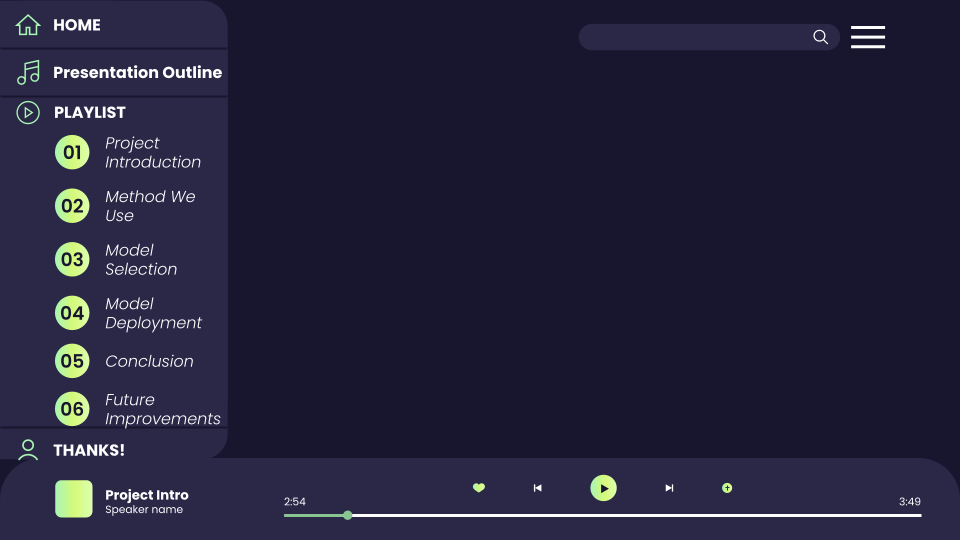 HOME
Presentation Outline
PLAYLIST
01
Project
Introduction
02
Method We
Use
03
Model
Selection
04
Model
Deployment
05
Conclusion
06
Future
Improvements
THANKS!
Project Intro
Speaker name
2:54
3:49